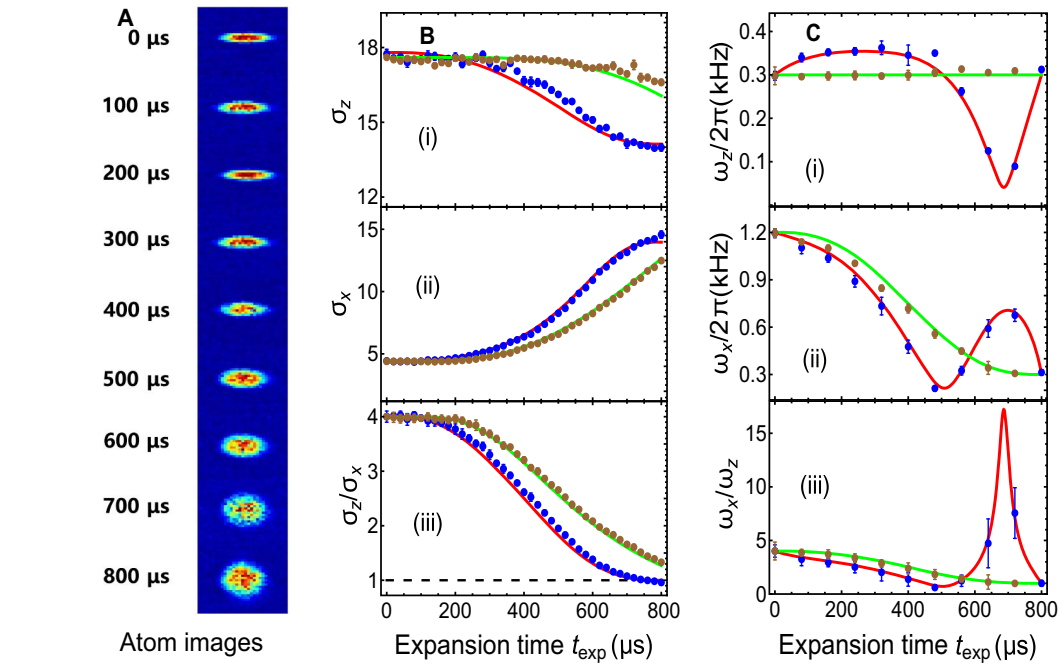 A
0 μs
100 μs
200 μs
300 μs
400 μs
500 μs
600 μs
700 μs
800 μs
Atom images
B
18
15
12
σz
(i)
15
10
5
σx
(ii)
4
3
2
1
σz/σx
(iii)
0 200 400 600 800
Expansion time texp (μs)
C
0.4
0.3
0.1
ωz/2π(kHz)
(i)
1.2
0.9
0.6
0.3
ωx/2π(kHz)
(ii)
15
10
5
0
ωx/ωz
(iii)
0 200 400 600 800
Expansion time texp (μs)